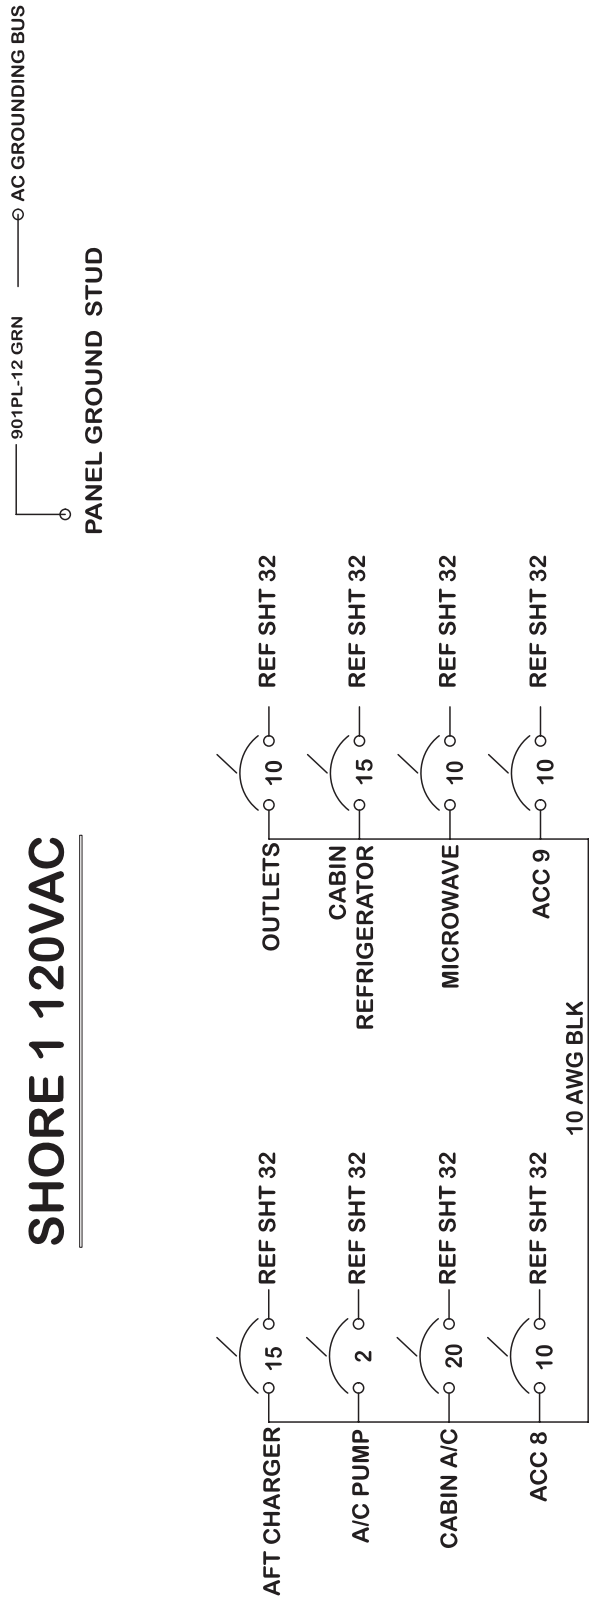 SHORE 1 120VAC
901PL-12 GRN
AC GROUNDING BUS
PANEL GROUND STUD
AFT CHARGER
15
REF SHT 32
A/C PUMP
2
REF SHT 32
CABIN A/C
20
REF SHT 32
ACC 8
10
REF SHT 32
10 AWG BLK
OUTLETS
10
REF SHT 32
CABIN
REFRIGERATOR
15
REF SHT 32
MICROWAVE
10
REF SHT 32
ACC 9
10
REF SHT 32